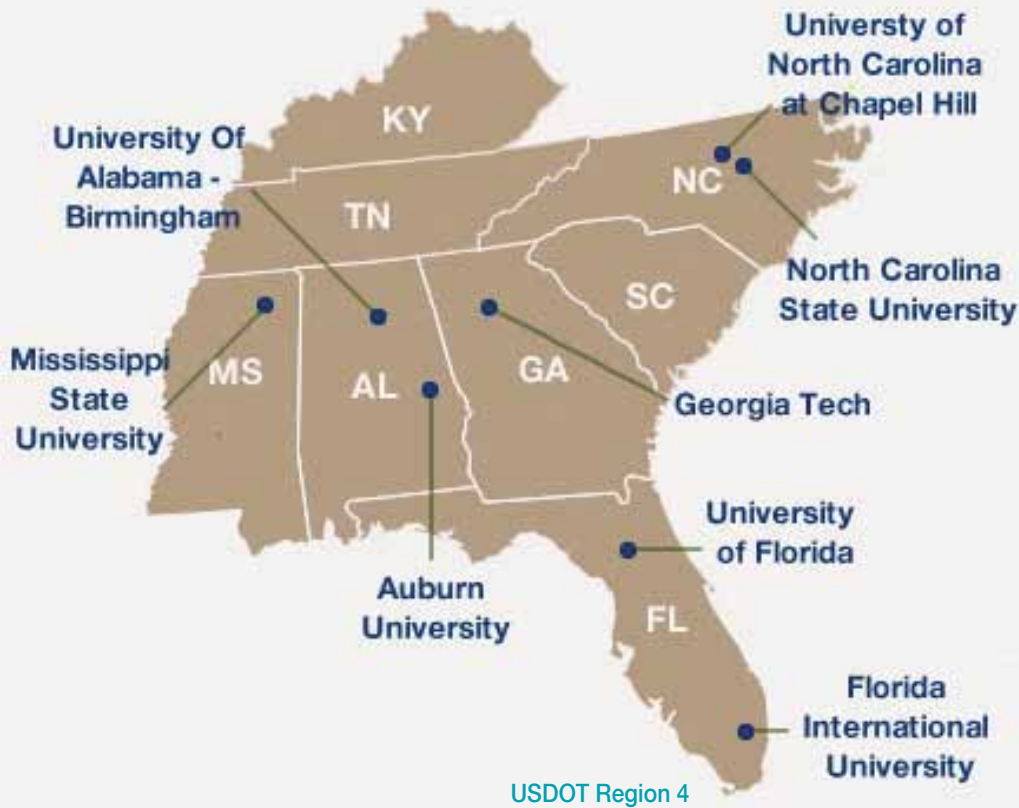 Universty of
North Carolina
at Chapel Hill
KY
University Of
Alabama -
Birmingham
NC
TN
North Carolina
State University
SC
Mississippi
State
University
MS
AL
GA
Georgia Tech
University
of Florida
Auburn
University
FL
Florida
International
University
USDOT Region 4